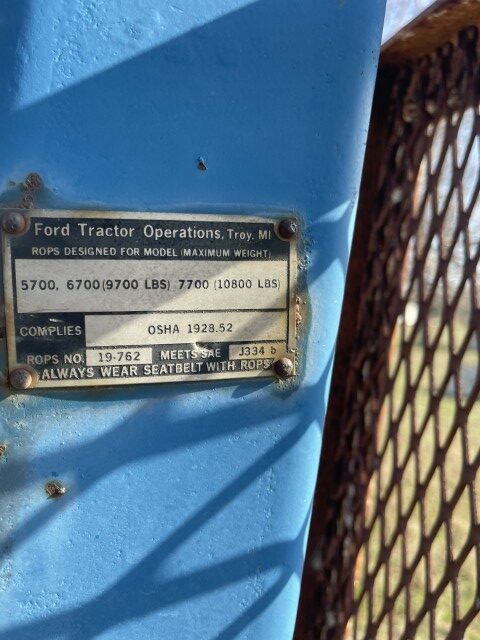 Ford Tractor Operations, Troy, MI
ROPS DESIGNED FOR MODEL (MAXIMUM WEIGHT)
5700, 6700 (9700 LBS) 7700 (10800 LBS)
COMPLIES OSHA 1928.52
ROPS NO. 19-762 MEETS SAE J334 b
ALWAYS WEAR SEATBELT WITH ROPS